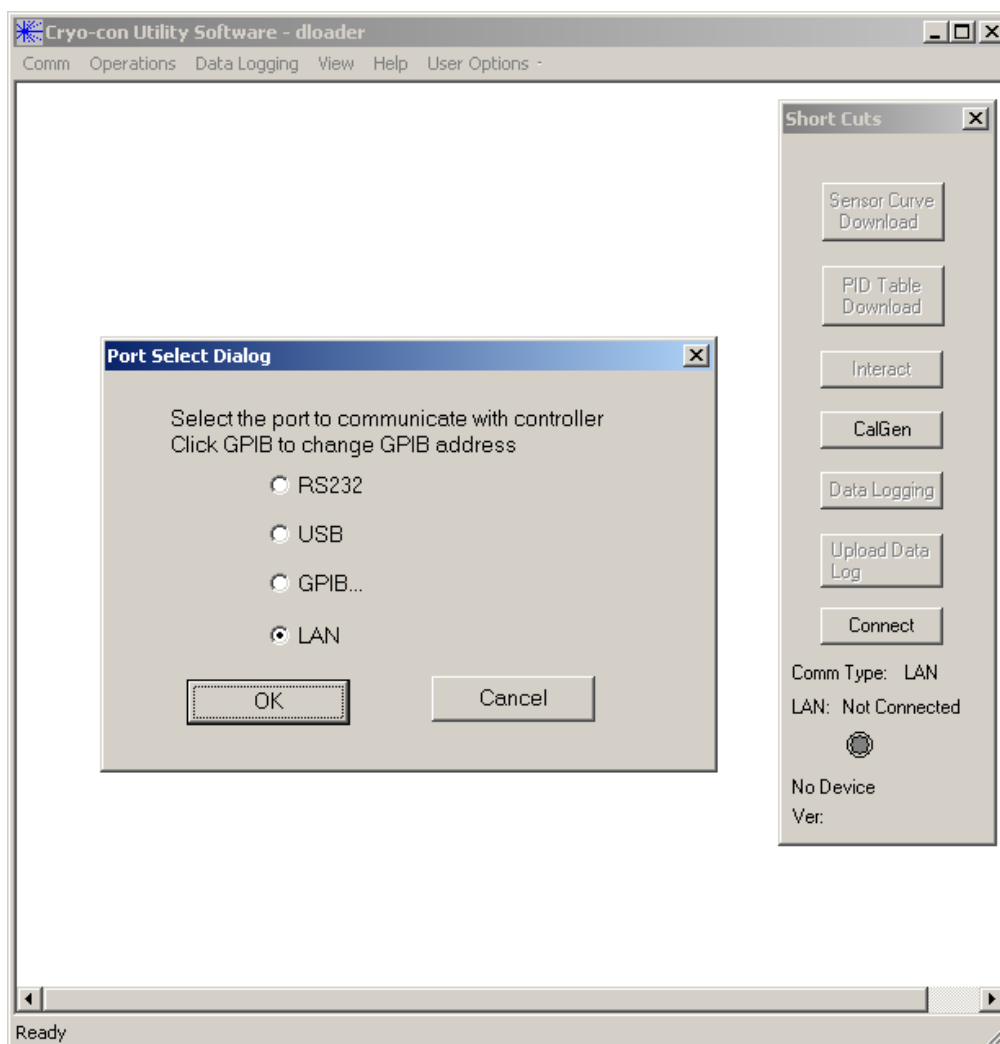 Cryo-con Utility Software - dloader
Comm Operations Data Logging View Help User Options -
Short Cuts
Sensor Curve
Download
PID Table
Download
Interact
CalGen
Data Logging
Upload Data
Log
Connect
Comm Type: LAN
LAN: Not Connected
No Device
Ver:
Port Select Dialog
Select the port to communicate with controller
Click GPIB to change GPIB address
RS232
USB
GPIB...
LAN
OK Cancel
Ready